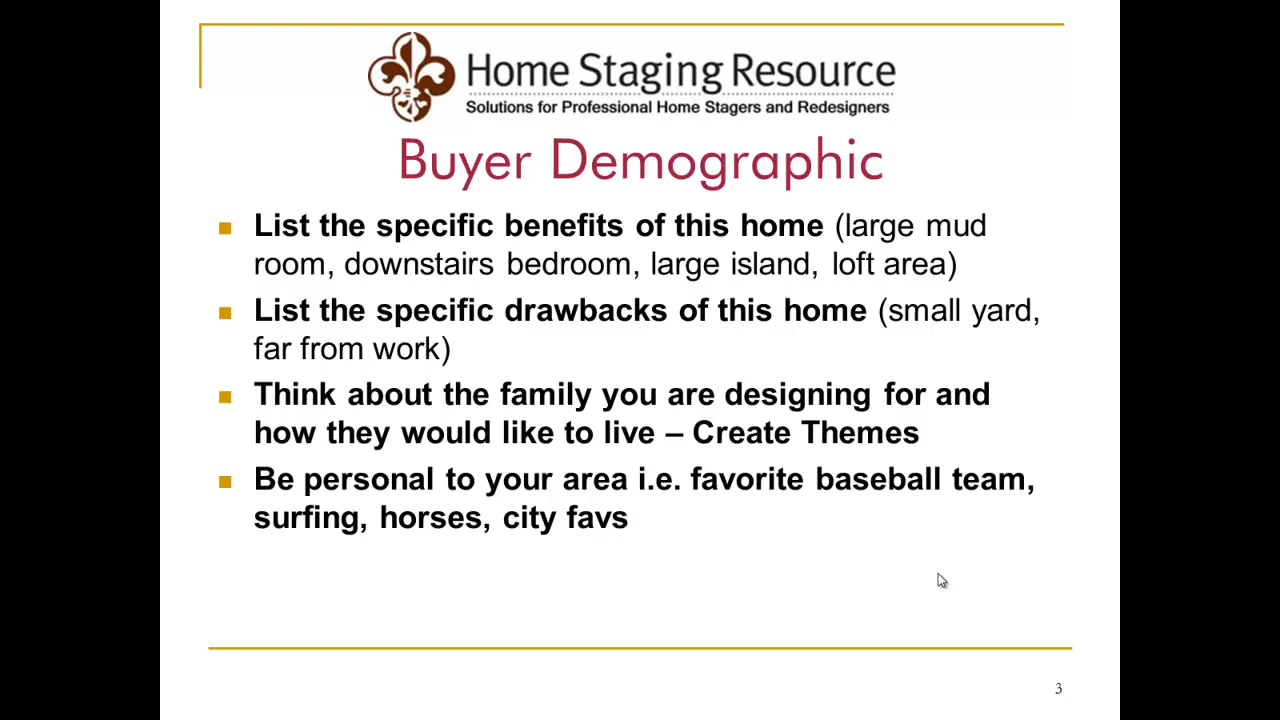 Home Staging Resource
Solutions for Professional Home Stagers and Redesigners
Buyer Demographic
List the specific benefits of this home (large mud
room, downstairs bedroom, large island, loft area)
List the specific drawbacks of this home (small yard,
far from work)
Think about the family you are designing for and
how they would like to live – Create Themes
Be personal to your area i.e. favorite baseball team,
surfing, horses, city favs
3